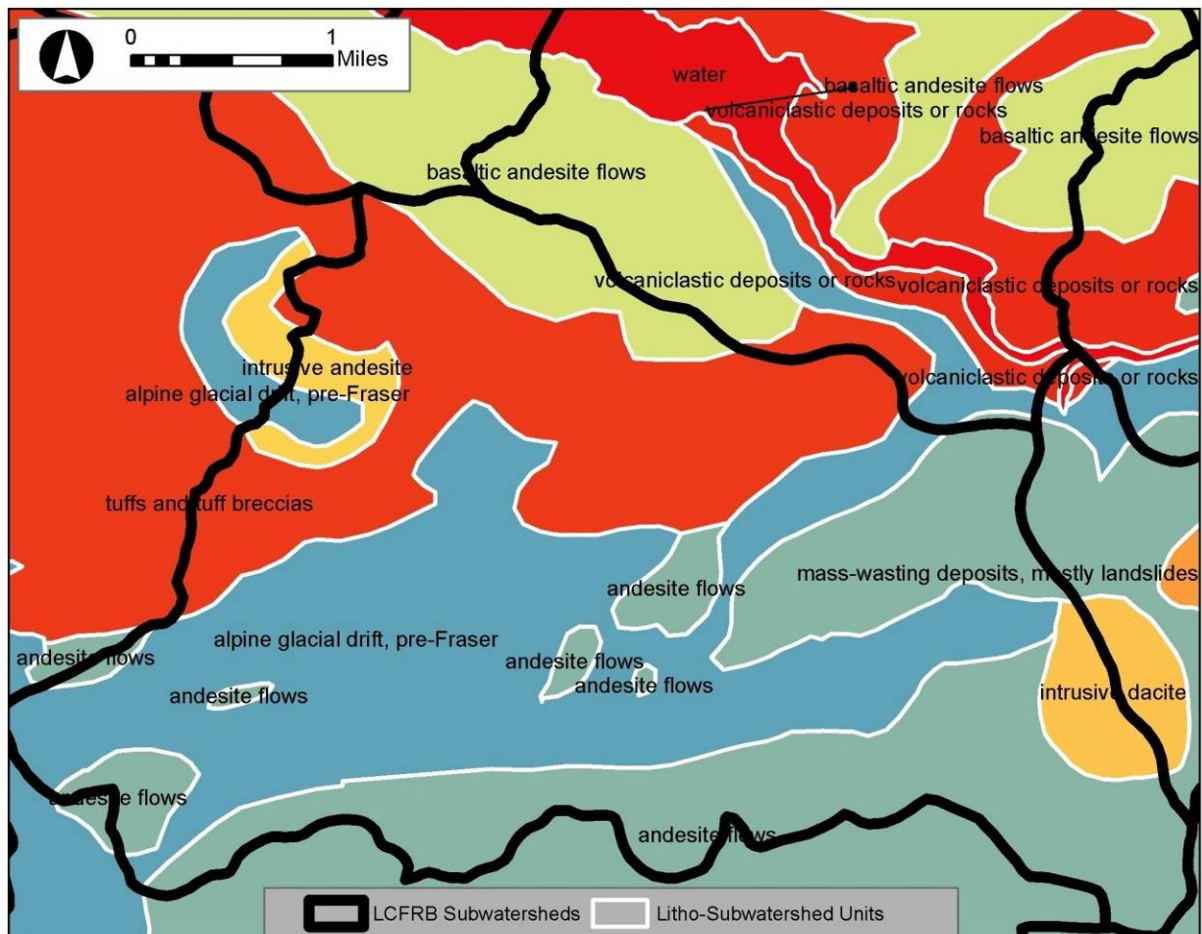 0 1
Miles
water
basaltic andesite flows
volcaniclastic deposits or rocks
basaltic andesite flows
basaltic andesite flows
volcaniclastic deposits or rocks
volcaniclastic deposits or rocks
intrusive andesite
volcaniclastic deposits or rocks
alpine glacial drift, pre-Fraser
tuffs and tuff breccias
mass-wasting deposits, mostly landslides
andesite flows
alpine glacial drift, pre-Fraser
andesite flows
andesite flows
andesite flows
andesite flows
intrusive dacite
andesite flows
andesite flows
LCFRB Subwatersheds
Litho-Subwatershed Units